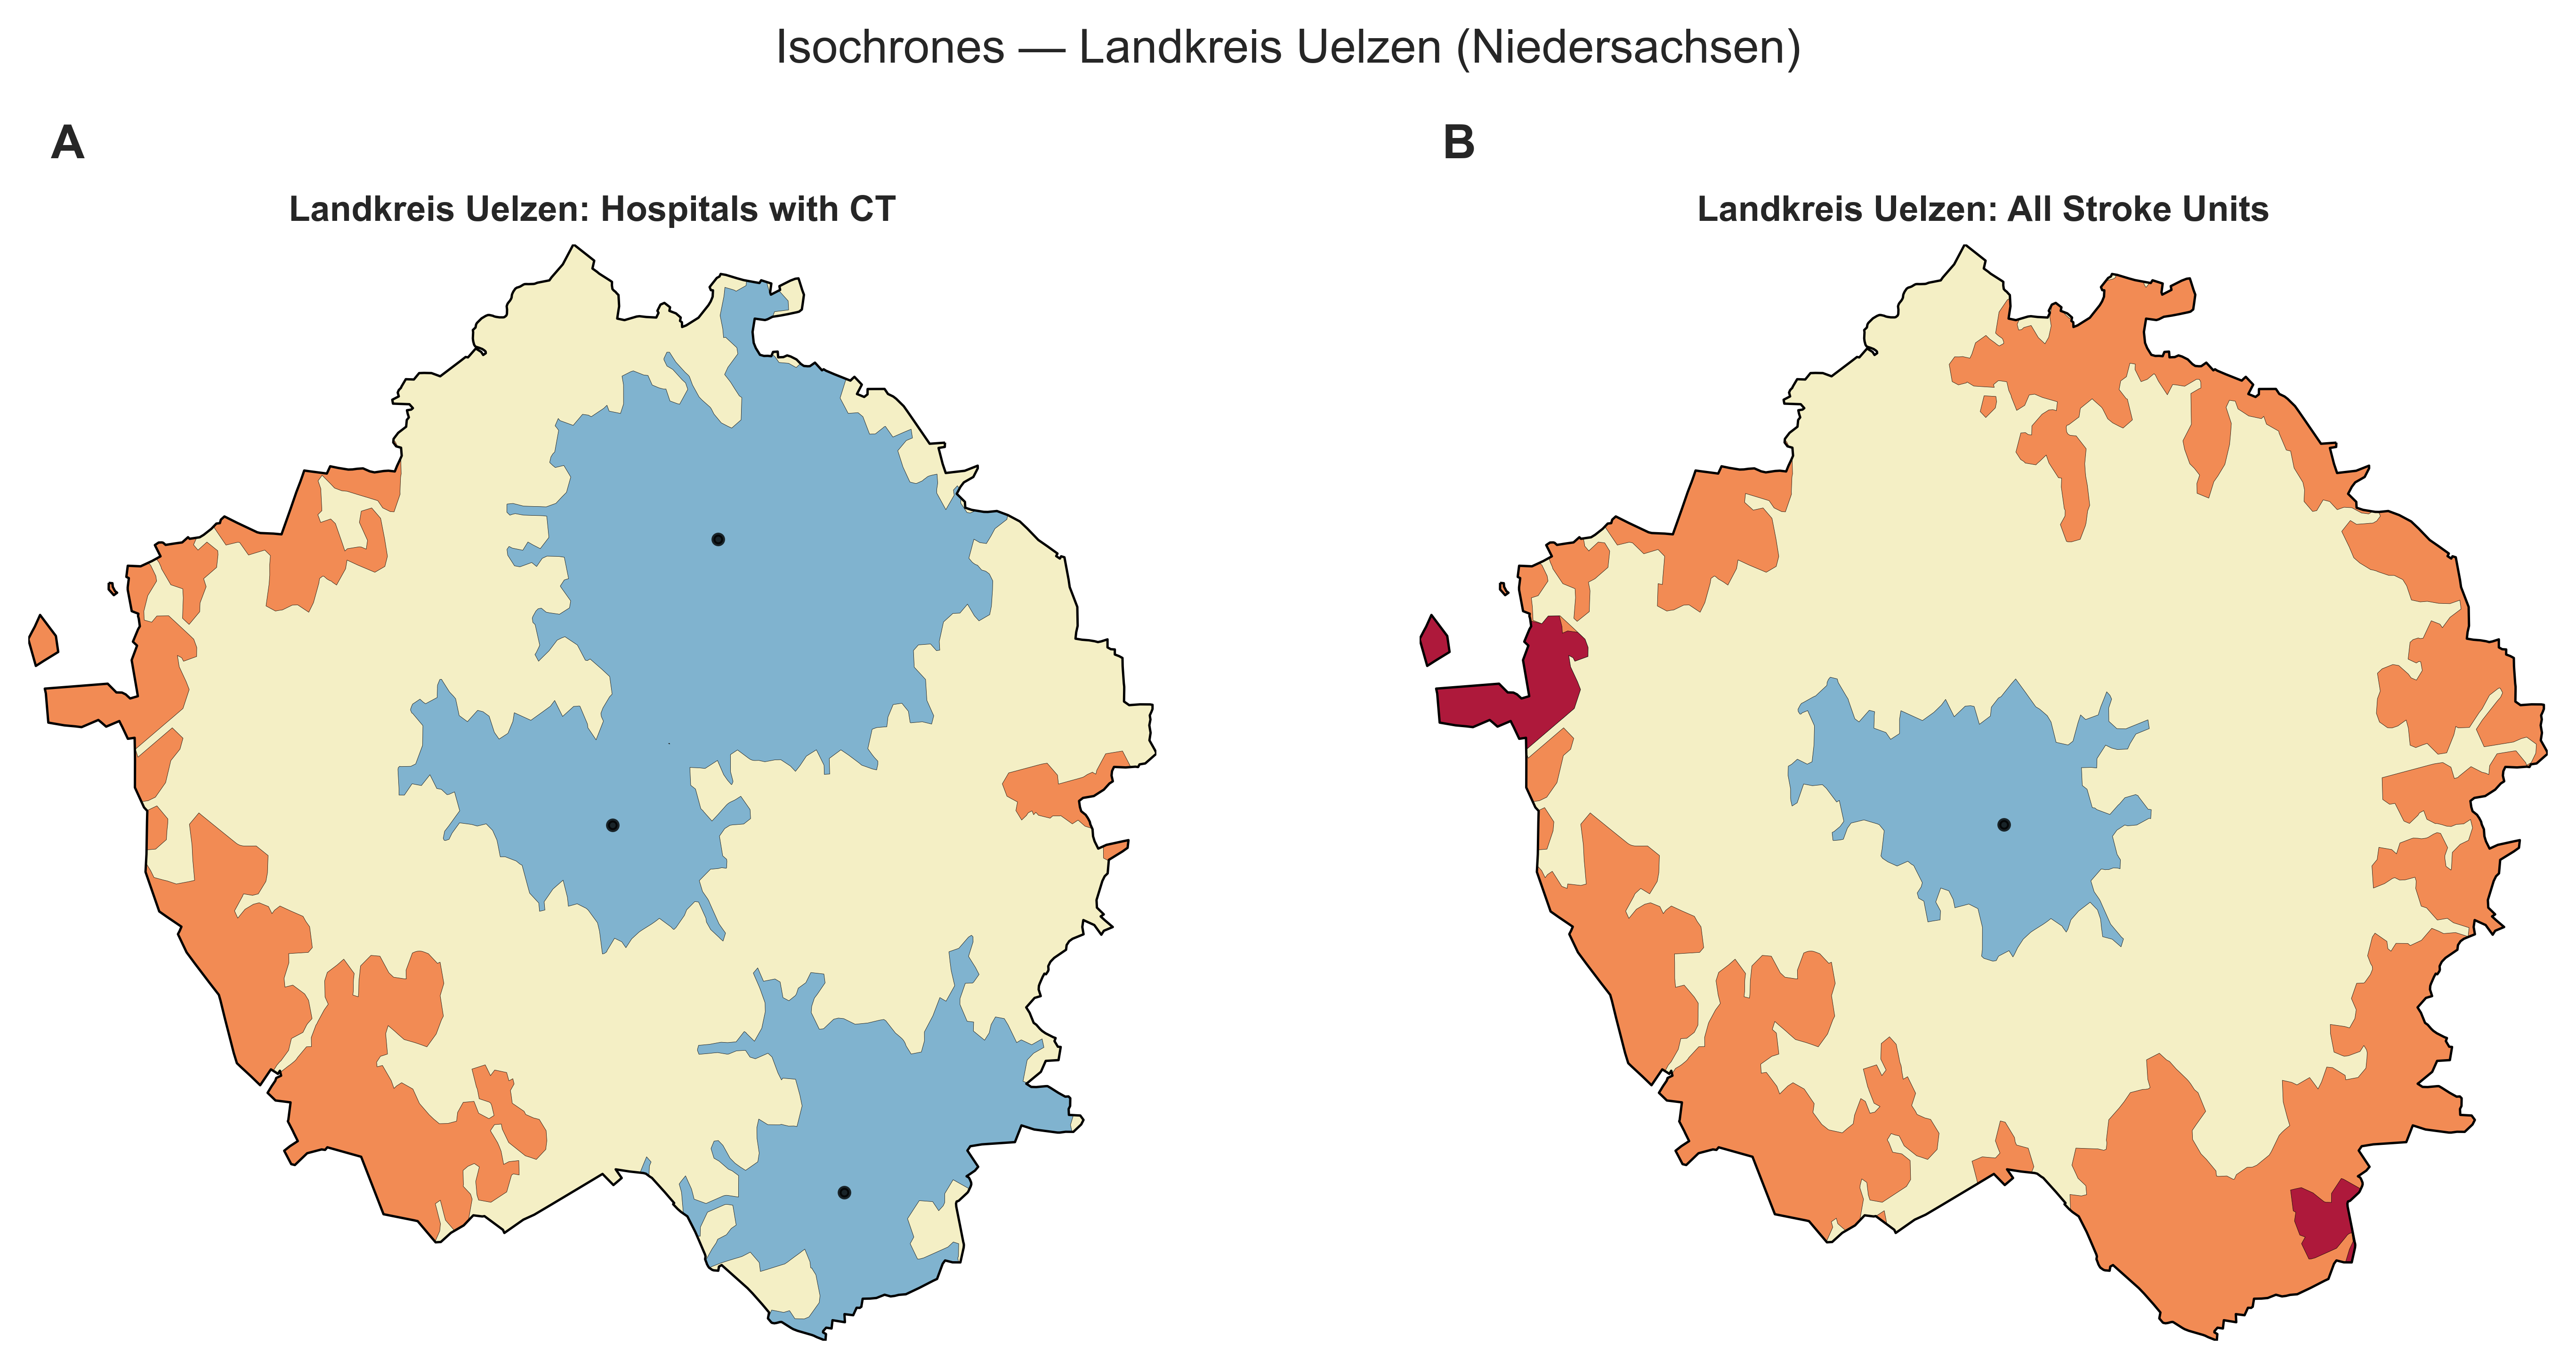 Isochrones — Landkreis Uelzen (Niedersachsen)
A
B
Landkreis Uelzen: Hospitals with CT
Landkreis Uelzen: All Stroke Units